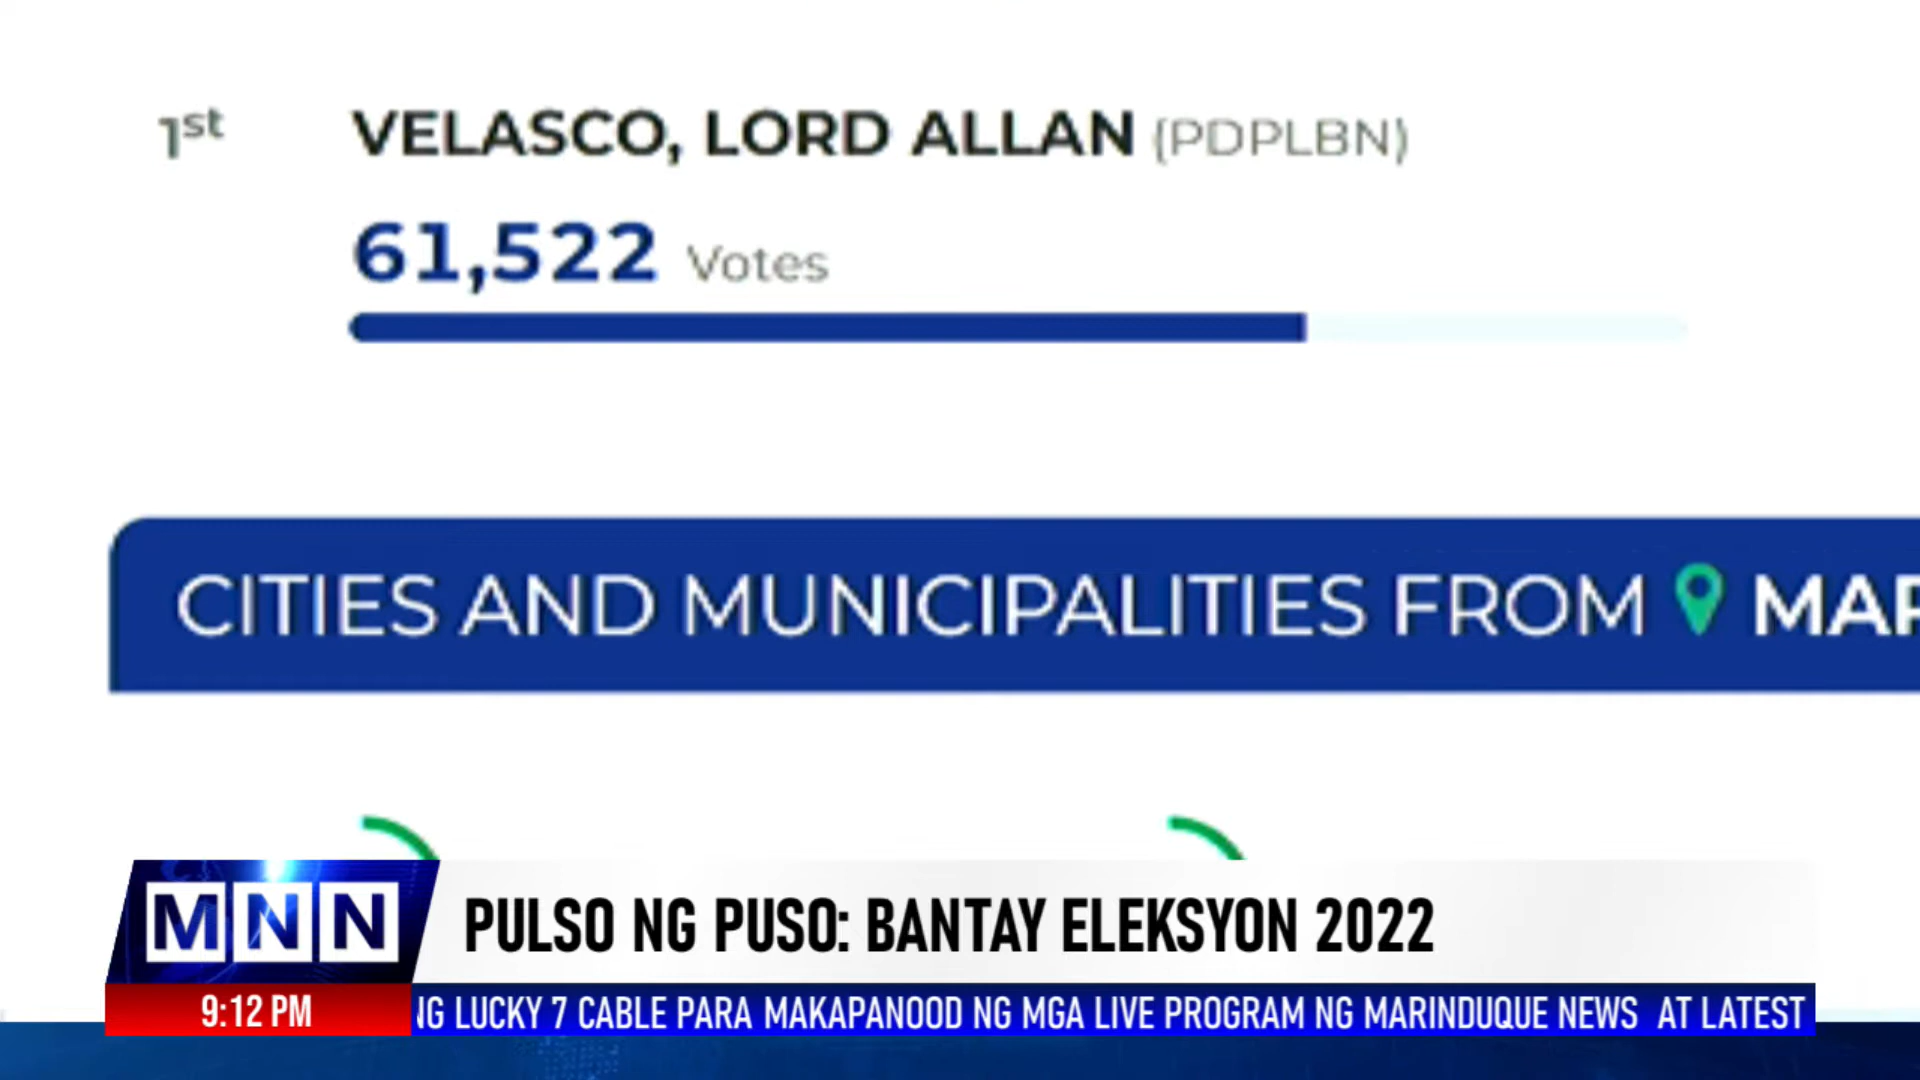 1st VELASCO, LORD ALLAN (PDPLBN)
61,522 Votes
CITIES AND MUNICIPALITIES FROM
MNN
PULSO NG PUSO: BANTAY ELEKSYON 2022
9:12 PM
NG LUCKY 7 CABLE PARA MAKAPANOOD NG MGA LIVE PROGRAM NG MARINDUQUE NEWS AT LATEST